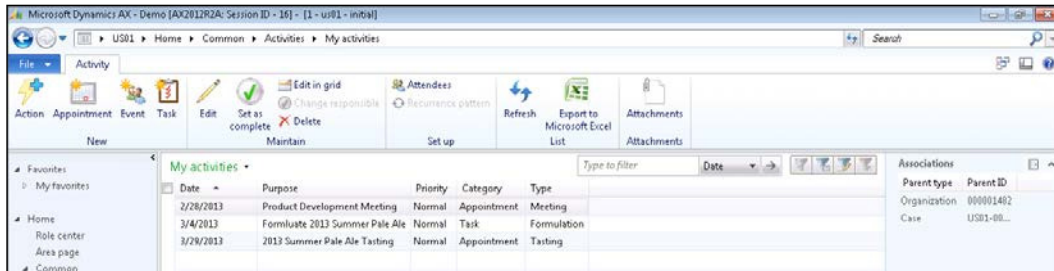 Microsoft Dynamics AX - Demo [AX2012R2A: Session ID - 16] - [1 - us01 - initial]
US01 ▸ Home ▸ Common ▸ Activities ▸ My activities
Search
File
Activity
Action
Appointment
Event
Task
New
Edit
Set as complete
Edit in grid
Change responsible
Delete
Maintain
Attendees
Recurrence pattern
Set up
Refresh
Export to Microsoft Excel
List
Attachments
Attachments
Favorites
My favorites
Home
Role center
Area page
Common
My activities
Type to filter
Date
Date Purpose Priority Category Type
2/28/2013 Product Development Meeting Normal Appointment Meeting
3/4/2013 Formluate 2013 Summer Pale Ale Normal Task Formulation
3/29/2013 2013 Summer Pale Ale Tasting Normal Appointment Tasting
Associations
Parent type Parent ID
Organization 000001402
Case US01-00...